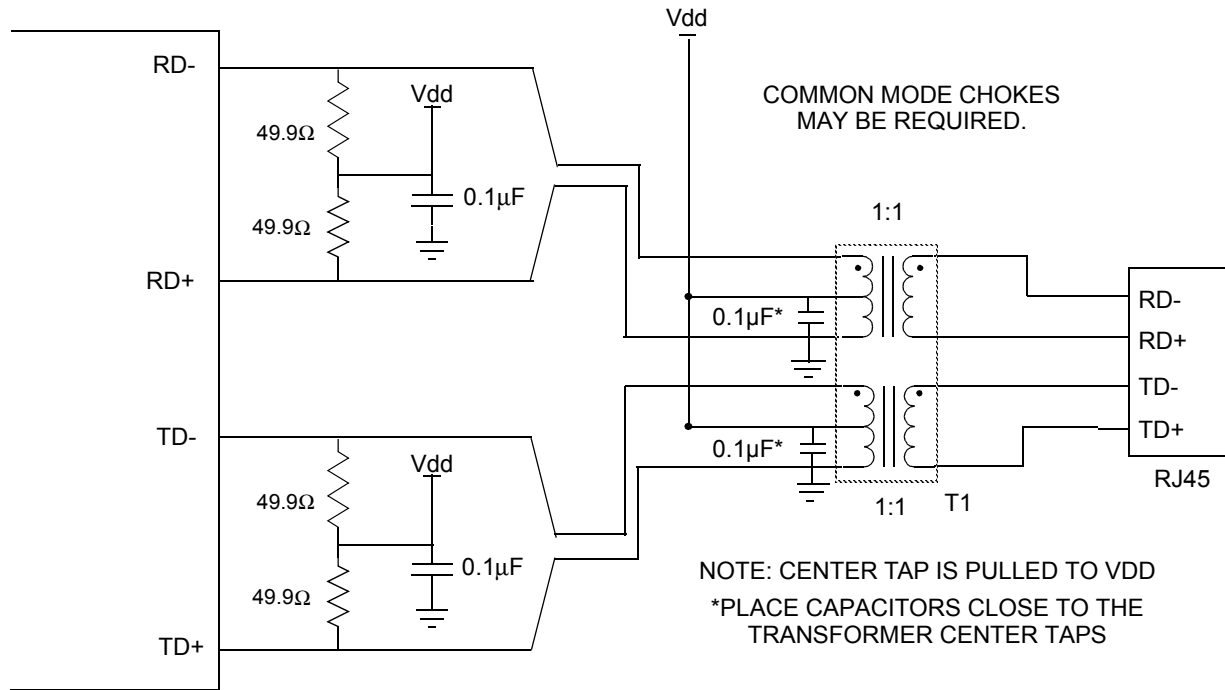 Vdd
RD-
COMMON MODE CHOKES
MAY BE REQUIRED.
Vdd
49.9Ω
0.1μF
49.9Ω
1:1
RD+
RD-
0.1μF*
RD+
TD-
TD-
TD+
Vdd
0.1μF*
RJ45
49.9Ω
1:1
T1
0.1μF
NOTE: CENTER TAP IS PULLED TO VDD
49.9Ω
*PLACE CAPACITORS CLOSE TO THE
TRANSFORMER CENTER TAPS
TD+